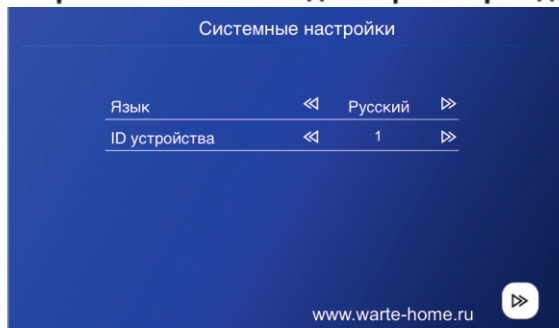 Системные настройки
Язык Русский
ID устройства 1
www.warte-home.ru